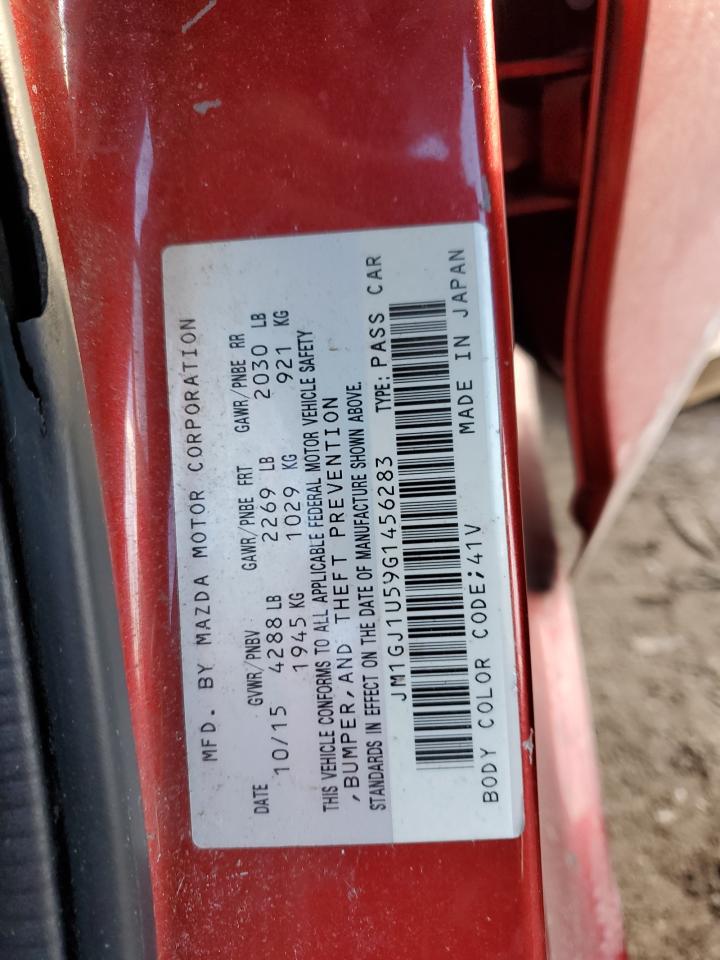 MFD. BY MAZDA MOTOR CORPORATION
DATE GVWR/PNBV GAWR/PNBE FRT GAWR/PNBE RR
10/15 4288 LB 2269 LB 2030 LB
1945 KG 1029 KG 921 KG
THIS VEHICLE CONFORMS TO ALL APPLICABLE FEDERAL MOTOR VEHICLE SAFETY
,BUMPER, AND THEFT PREVENTION
STANDARDS IN EFFECT ON THE DATE OF MANUFACTURE SHOWN ABOVE.
JM1GJ1U59G1456283 TYPE: PASS CAR
BODY COLOR CODE;41V MADE IN JAPAN